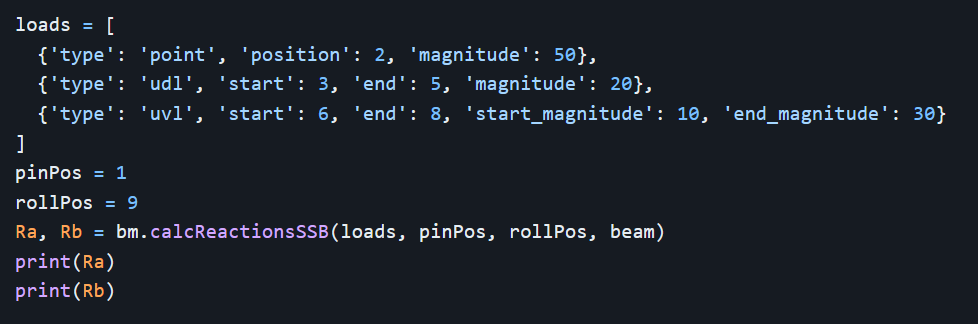 loads = [
  {'type': 'point', 'position': 2, 'magnitude': 50},
  {'type': 'udl', 'start': 3, 'end': 5, 'magnitude': 20},
  {'type': 'uvl', 'start': 6, 'end': 8, 'start_magnitude': 10, 'end_magnitude': 30}
]
pinPos = 1
rollPos = 9
Ra, Rb = bm.calcReactionsSSB(loads, pinPos, rollPos, beam)
print(Ra)
print(Rb)